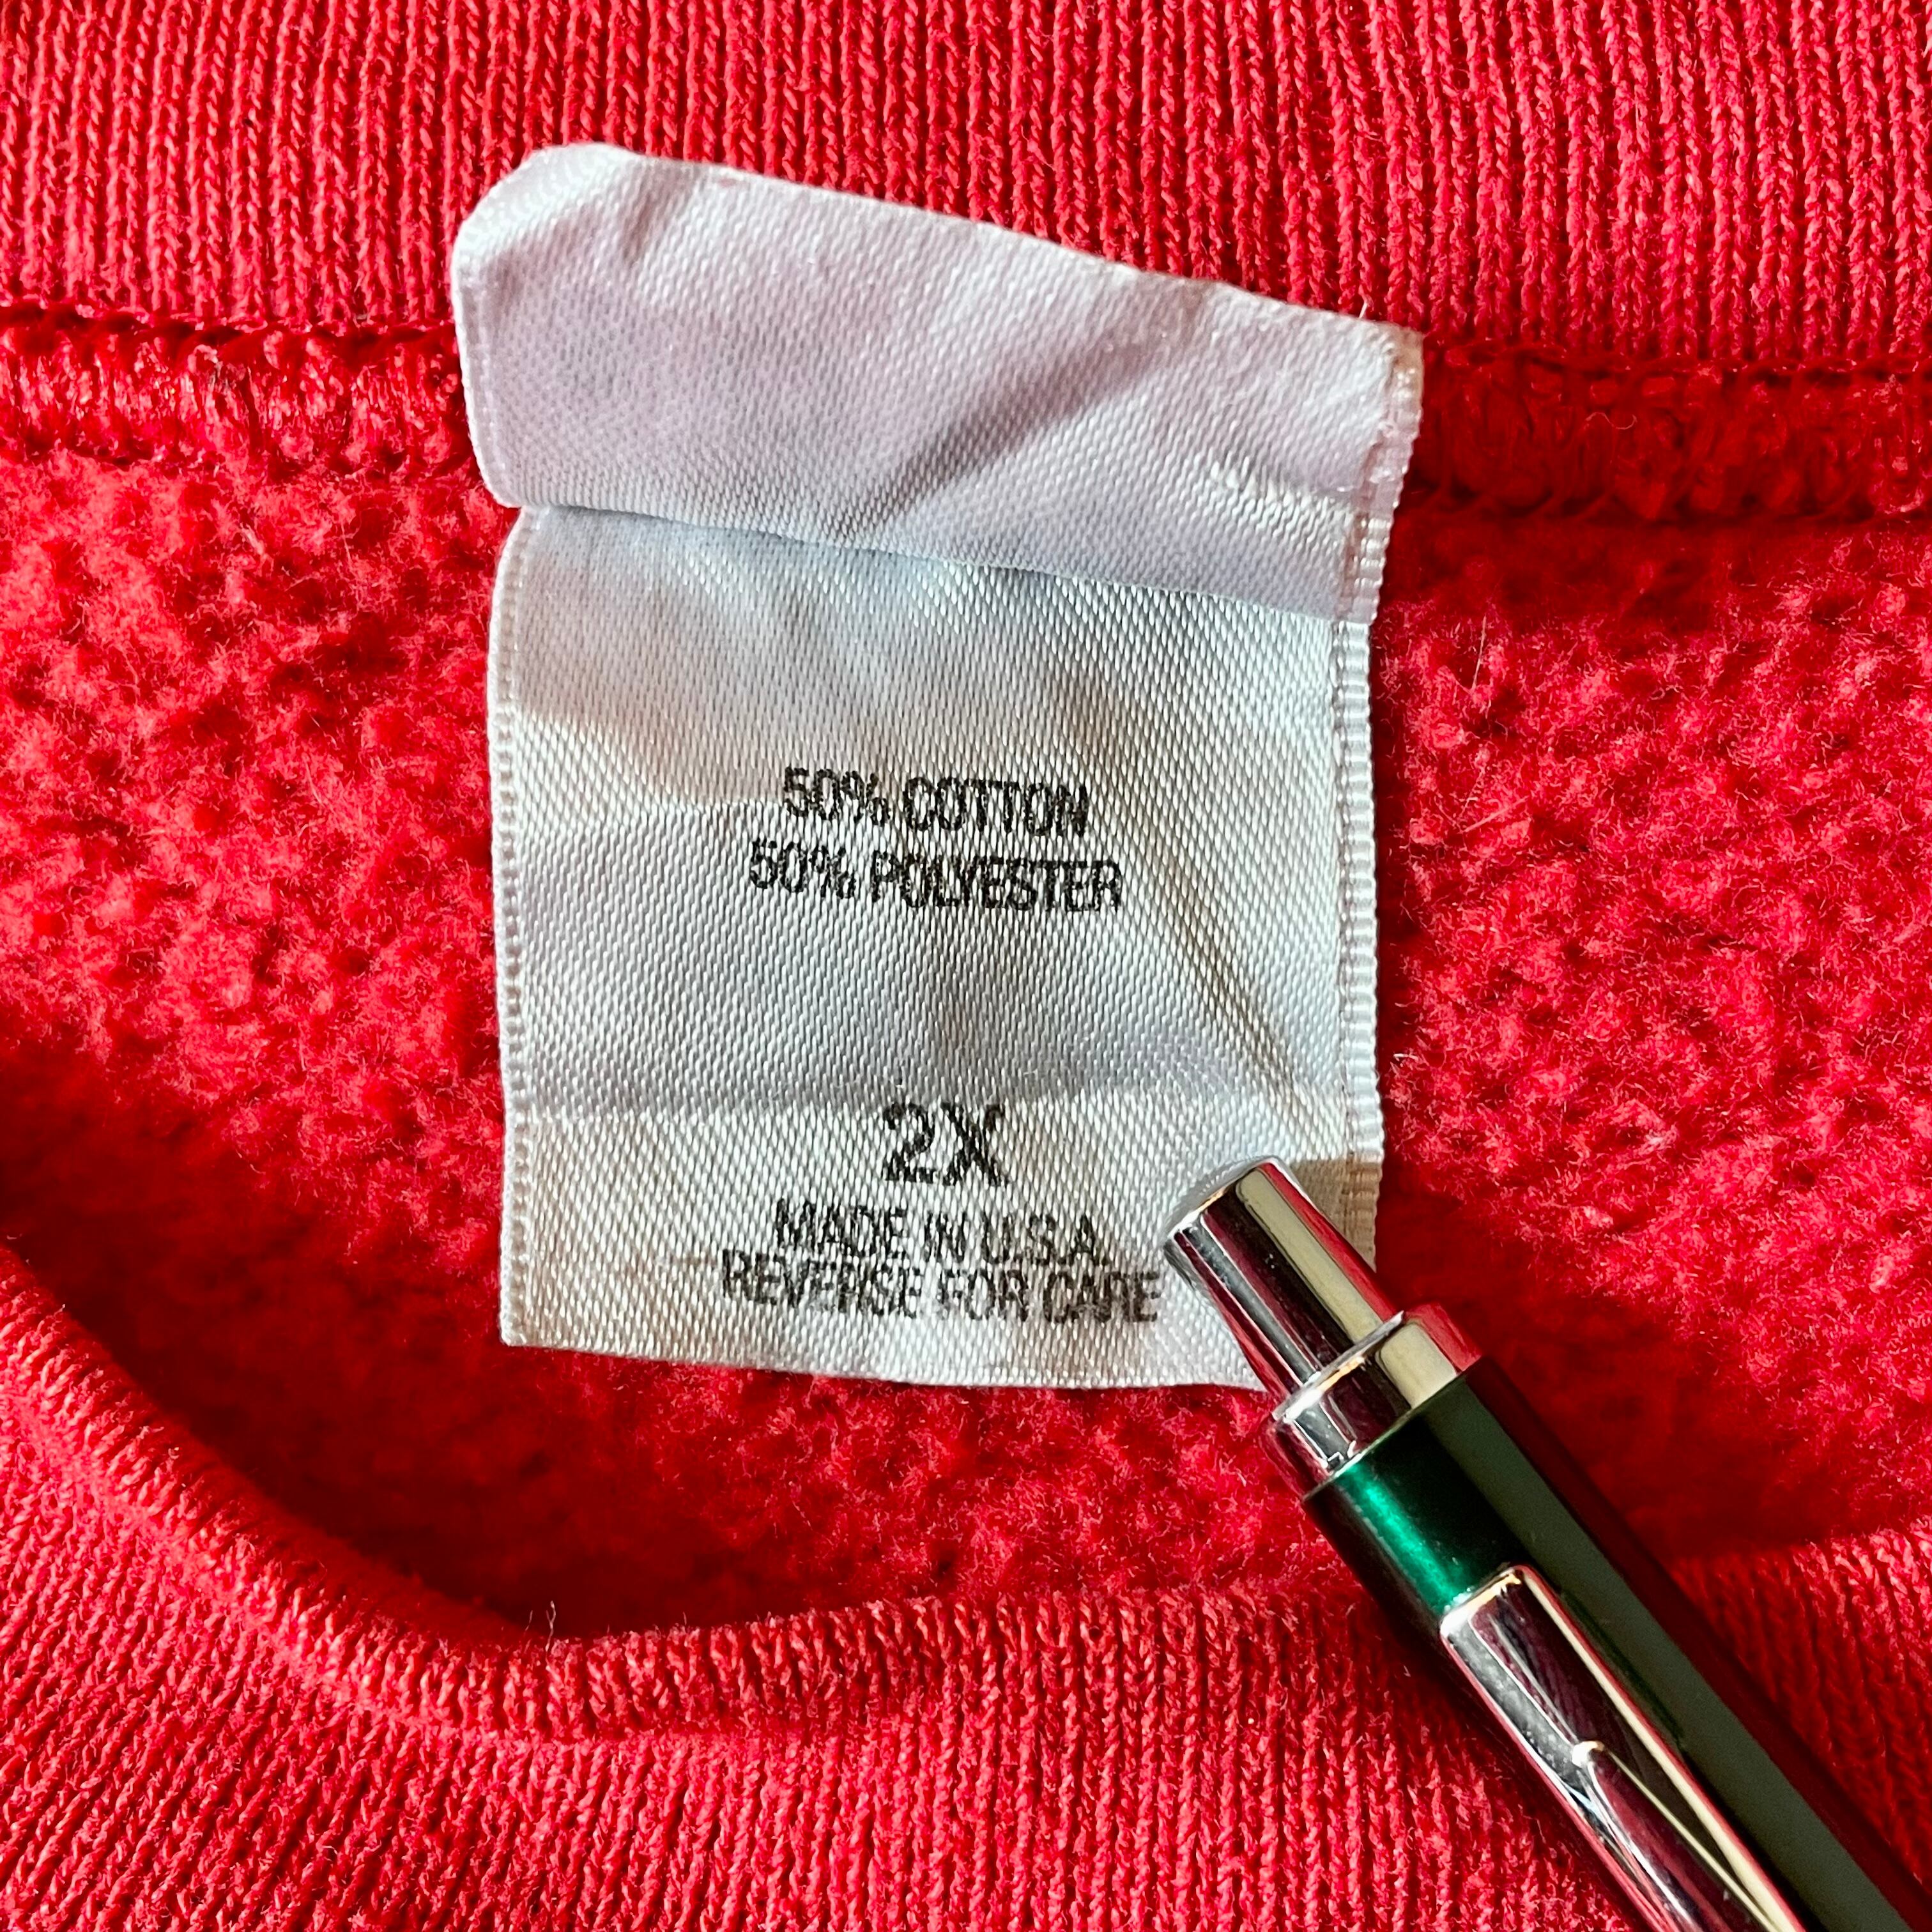 50% COTTON
50% POLYESTER
2X
MADE IN U.S.A.
REVERSE FOR CARE